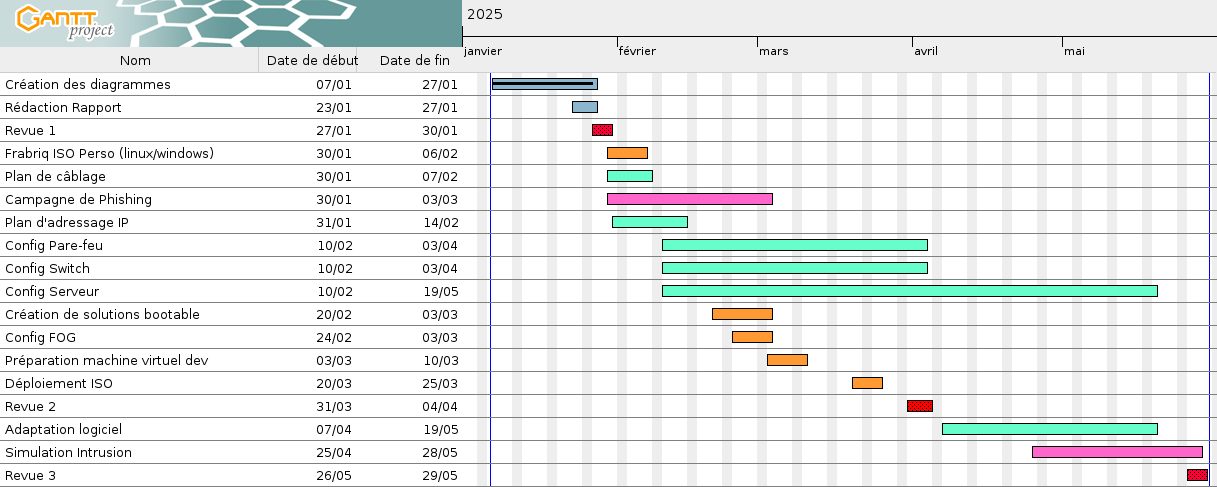 GANTT project
2025
janvier février mars avril mai
Nom Date de début Date de fin
Création des diagrammes 07/01 27/01
Rédaction Rapport 23/01 27/01
Revue 1 27/01 30/01
Frabriq ISO Perso (linux/windows) 30/01 06/02
Plan de câblage 30/01 07/02
Campagne de Phishing 30/01 03/03
Plan d'adressage IP 31/01 14/02
Config Pare-feu 10/02 03/04
Config Switch 10/02 03/04
Config Serveur 10/02 19/05
Création de solutions bootable 20/02 03/03
Config FOG 24/02 03/03
Préparation machine virtuel dev 03/03 10/03
Déploiement ISO 20/03 25/03
Revue 2 31/03 04/04
Adaptation logiciel 07/04 19/05
Simulation Intrusion 25/04 28/05
Revue 3 26/05 29/05